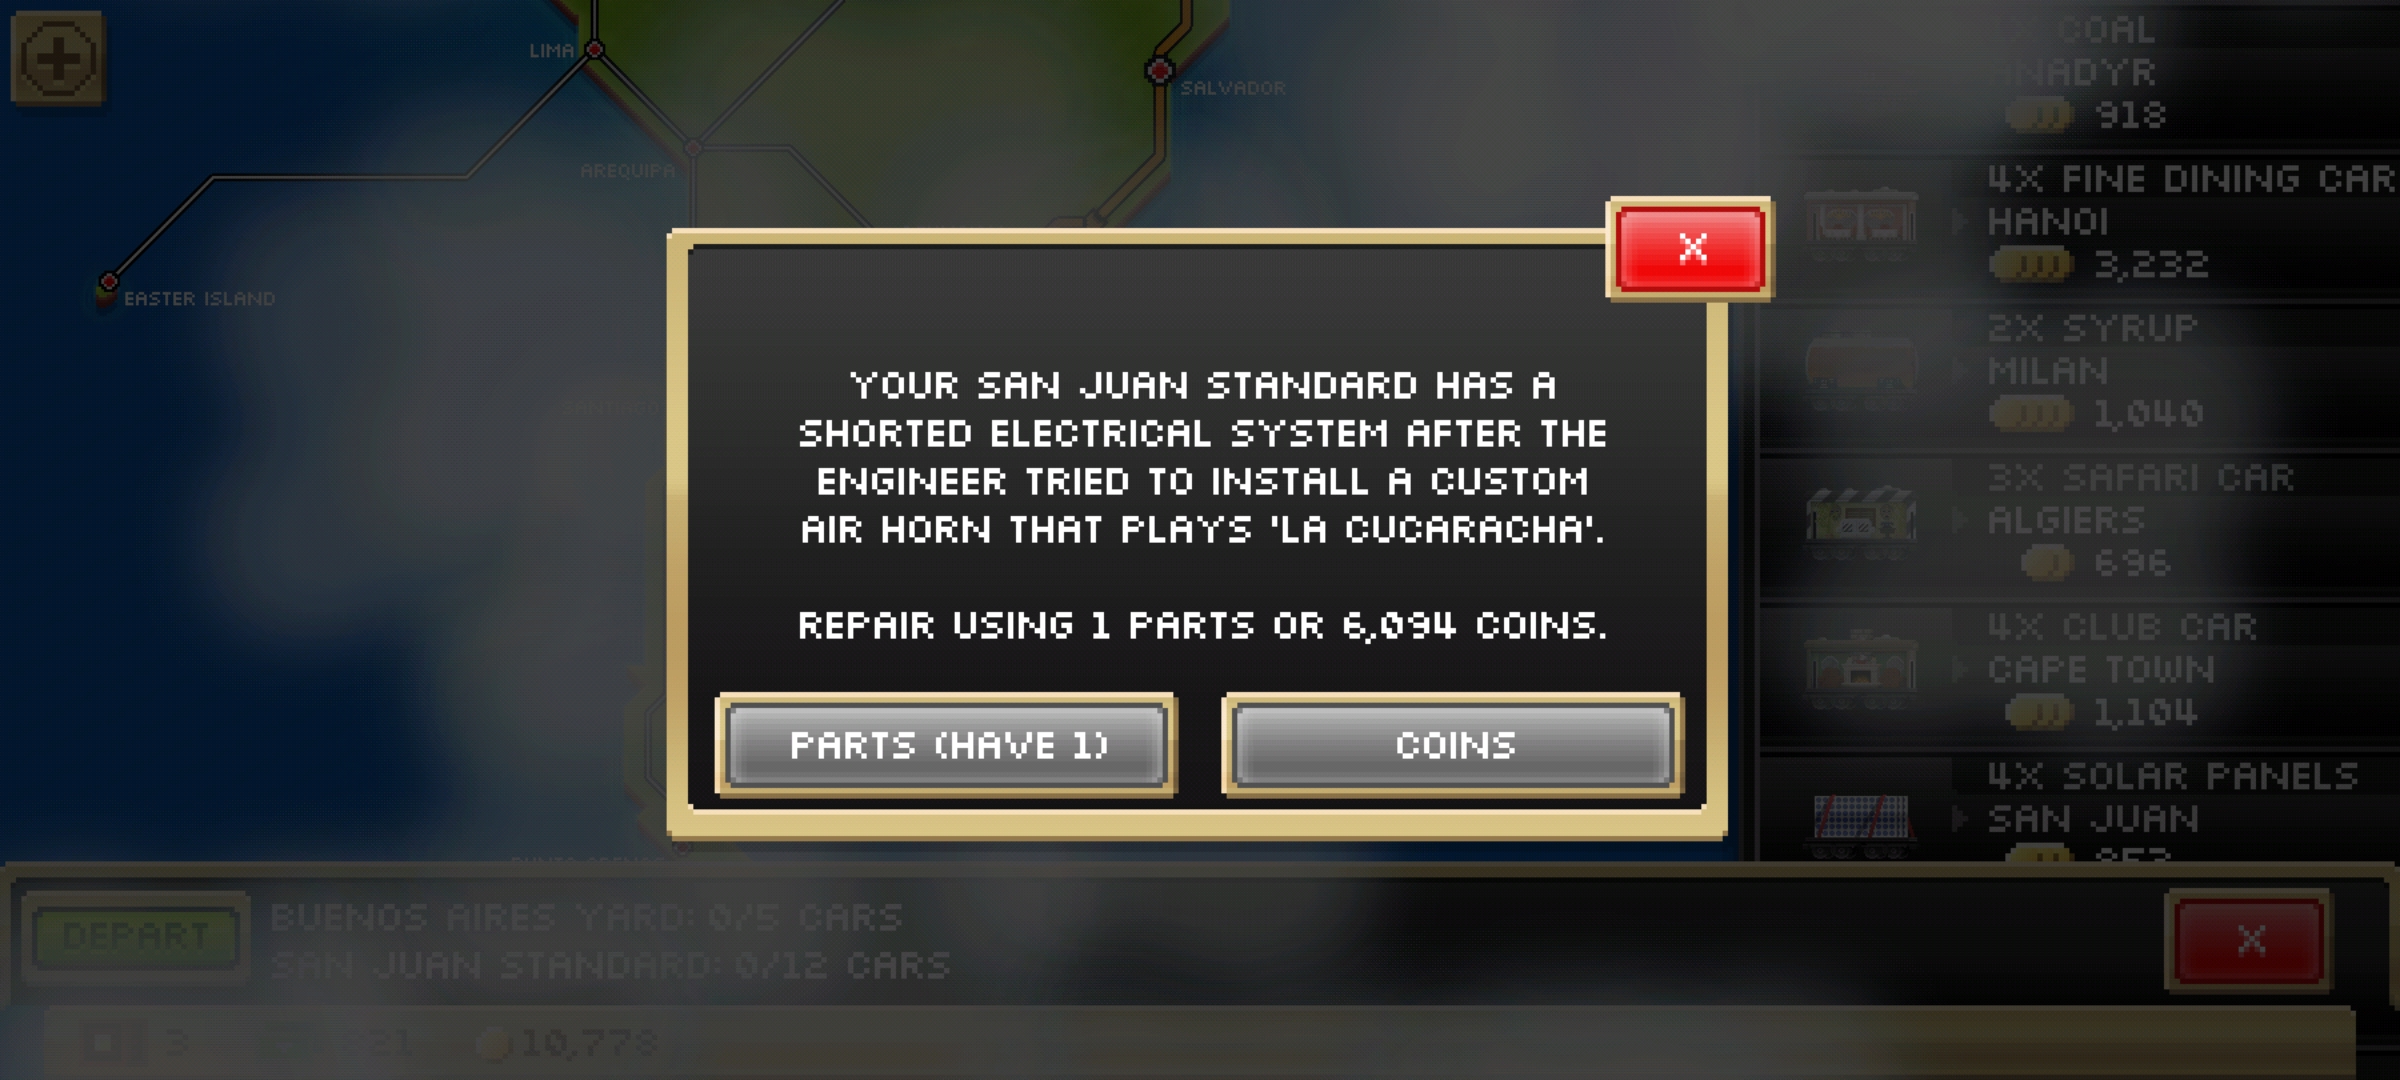 LIMA
SALVADOR
AREQUIPA
EASTER ISLAND
COAL
918
4X FINE DINING CAR
HANOI
3,232
2X SYRUP
MILAN
1,040
3X SAFARI CAR
ALGIERS
696
4X CLUB CAR
CAPE TOWN
1,104
4X SOLAR PANELS
SAN JUAN
X
YOUR SAN JUAN STANDARD HAS A
SHORTED ELECTRICAL SYSTEM AFTER THE
ENGINEER TRIED TO INSTALL A CUSTOM
AIR HORN THAT PLAYS 'LA CUCARACHA'.
REPAIR USING 1 PARTS OR 6,094 COINS.
PARTS (HAVE 1)
COINS
DEPART
BUENOS AIRES YARD: 0/5 CARS
SAN JUAN STANDARD: 0/12 CARS
X
3
10,778